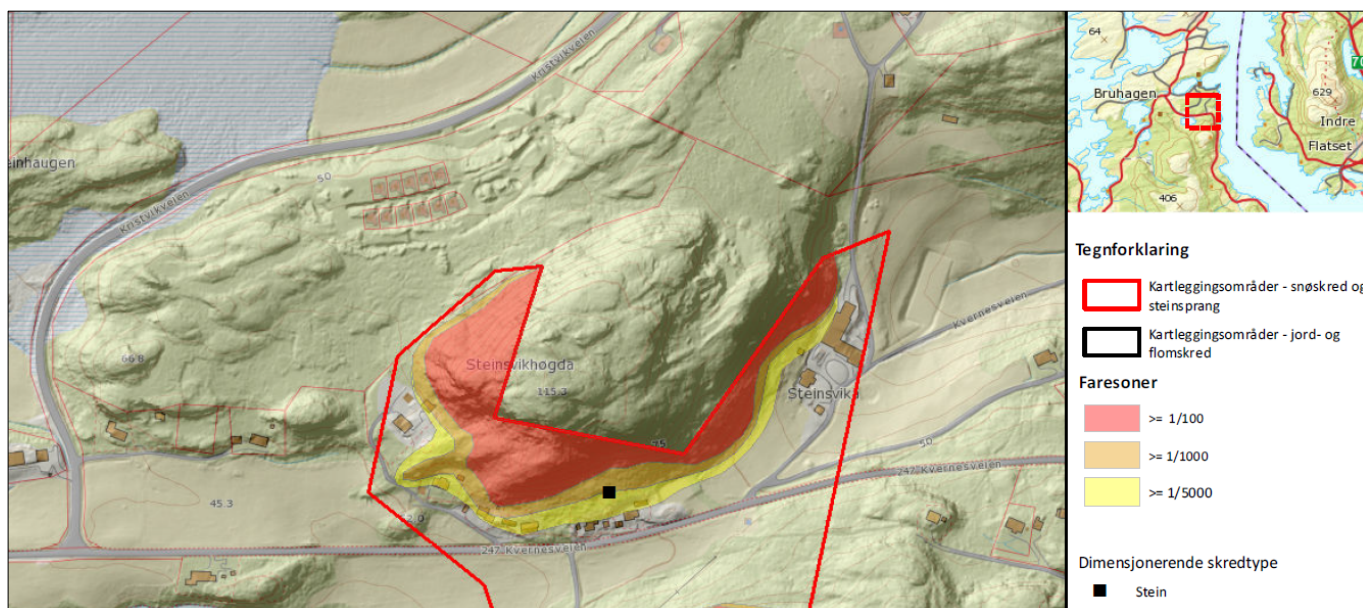 Kristvikveien
64
70
Bruhagen
629
Indre
Flatset
406
einhaugen
50
Kristvikveien
Tegnforklaring
Kartleggingsområder - snøskred og
steinsprang
Kvernesveien
Kartleggingsområder - jord- og
flomskred
66.8
Steinsvikhøgda
115.3
Steinsvika
Faresoner
>= 1/100
75
>= 1/1000
50
247 Kvernesveien
>= 1/5000
45.3
247 Kvernesveien
Dimensjonerende skredtype
Stein